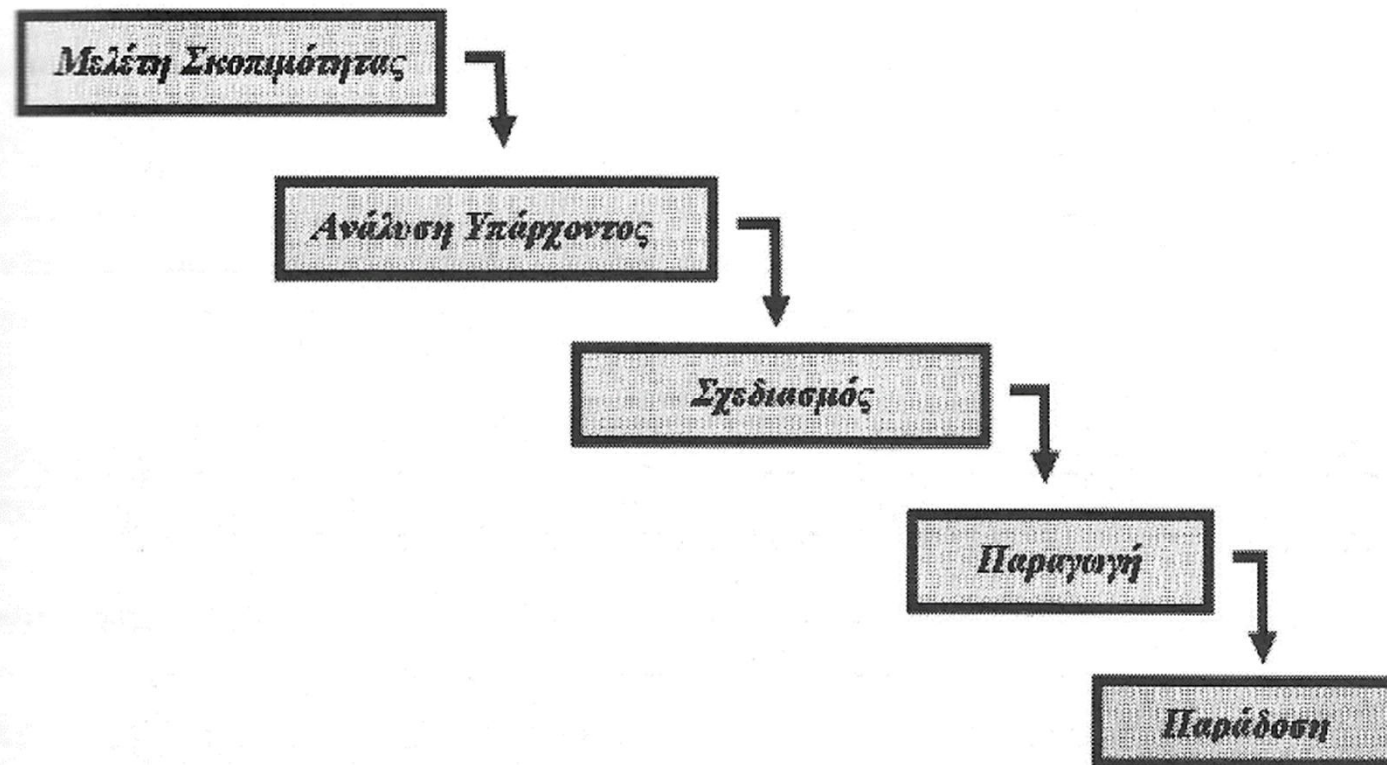 Μελέτη Σκοπιμότητας
Ανάλυση Υπάρχοντος
Σχεδιασμός
Παραγωγή
Παράδοση